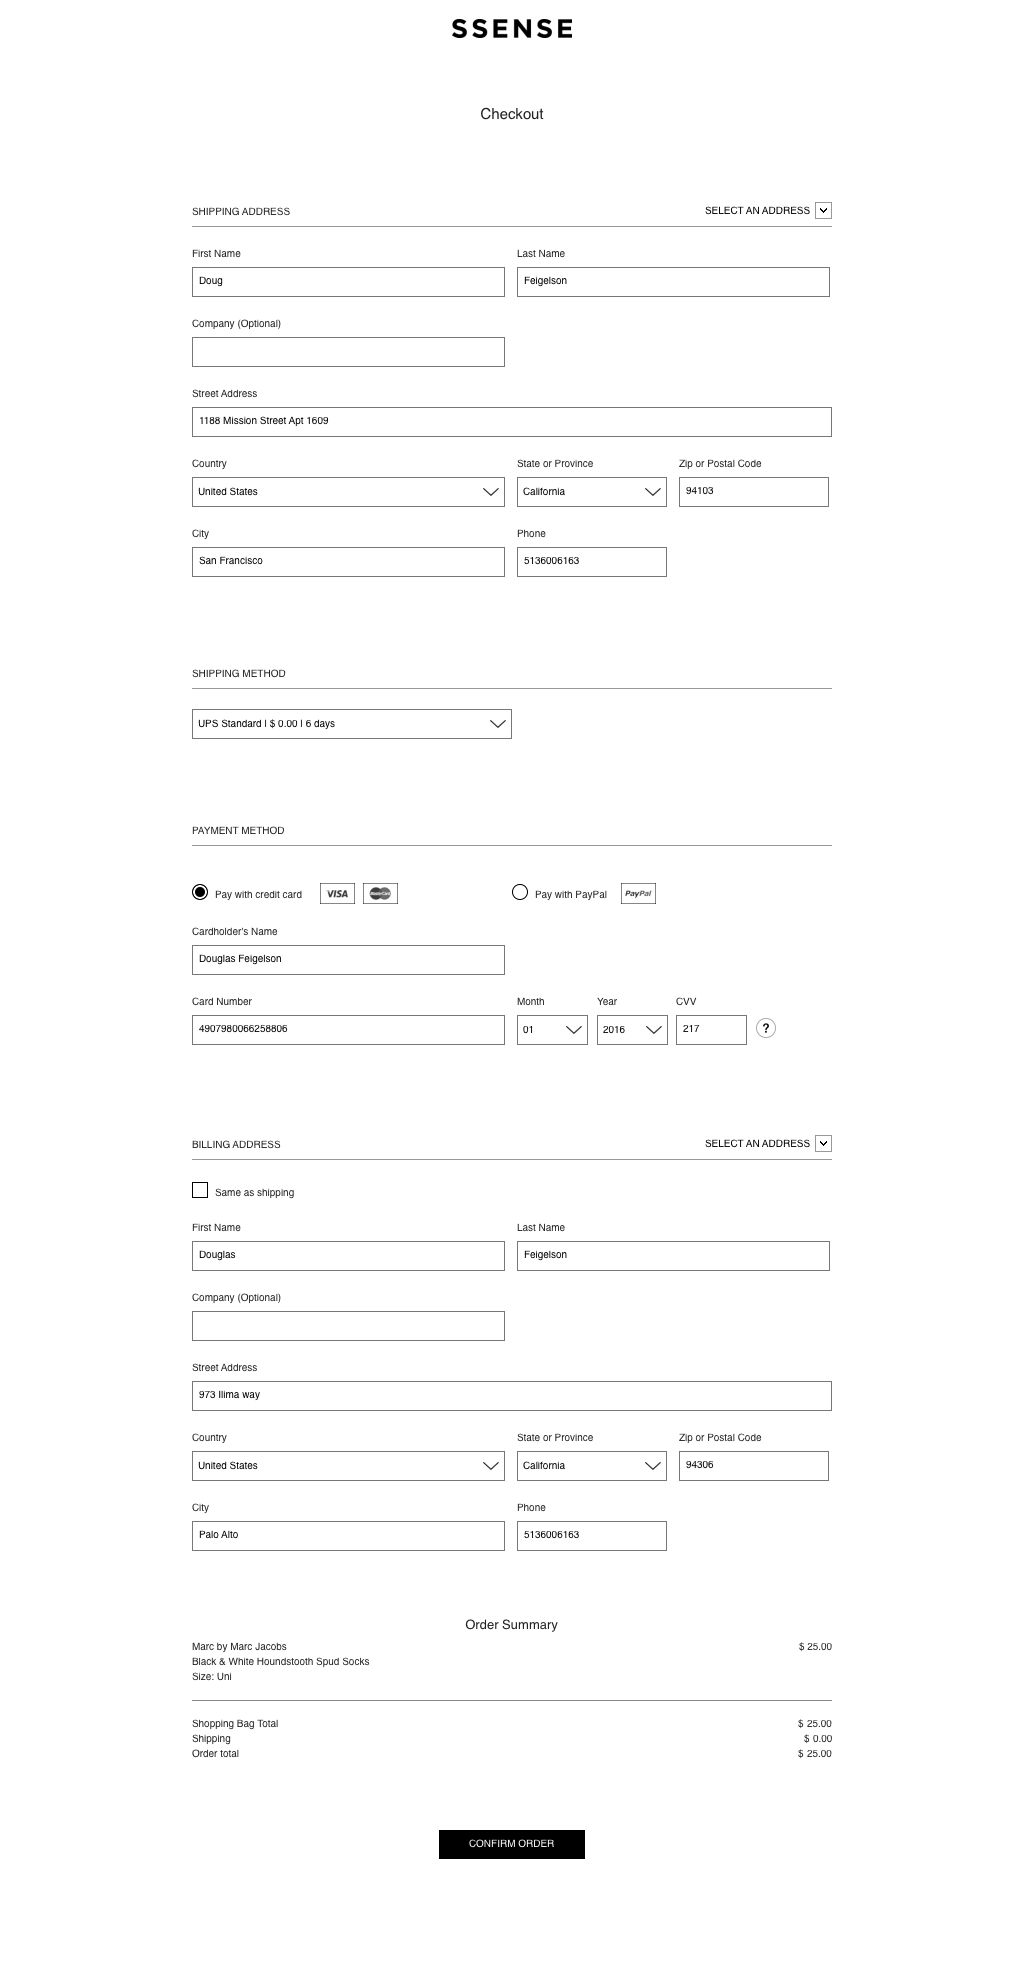 SSENSE
Checkout
SHIPPING ADDRESS
SELECT AN ADDRESS
First Name
Last Name
Doug
Feigelson
Company (Optional)
Street Address
1188 Mission Street Apt 1609
Country
State or Province
Zip or Postal Code
United States
California
94103
City
Phone
San Francisco
5136006163
SHIPPING METHOD
UPS Standard | $ 0.00 | 6 days
PAYMENT METHOD
Pay with credit card
VISA
MasterCard
Pay with PayPal
PayPal
Cardholder's Name
Douglas Feigelson
Card Number
Month
Year
CVV
4907980066258806
01
2016
217
?
BILLING ADDRESS
SELECT AN ADDRESS
Same as shipping
First Name
Last Name
Douglas
Feigelson
Company (Optional)
Street Address
973 Ilima way
Country
State or Province
Zip or Postal Code
United States
California
94306
City
Phone
Palo Alto
5136006163
Order Summary
Marc by Marc Jacobs
$ 25.00
Black & White Houndstooth Spud Socks
Size: Uni
Shopping Bag Total
$ 25.00
Shipping
$ 0.00
Order total
$ 25.00
CONFIRM ORDER